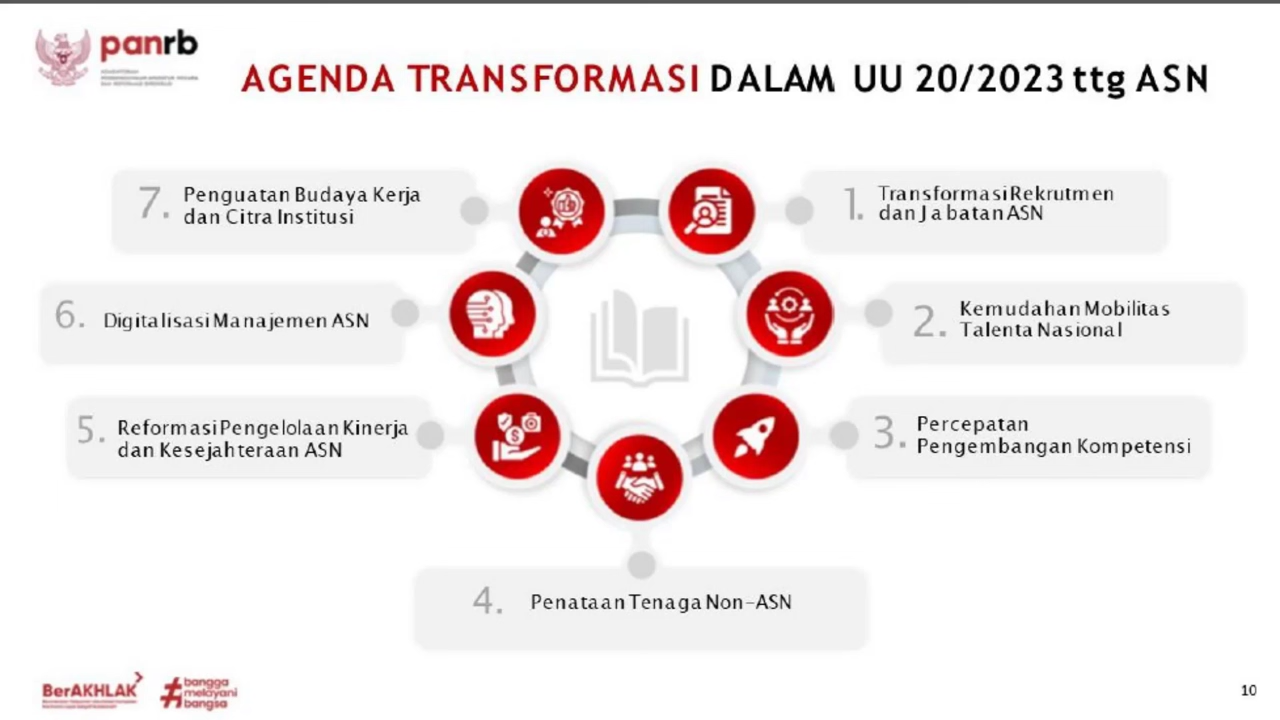 panrb
AGENDA TRANSFORMASI DALAM UU 20/2023 ttg ASN
1. Transformasi Rekrutmen
dan Jabatan ASN
2. Kemudahan Mobilitas
Talenta Nasional
3. Percepatan
Pengembangan Kompetensi
4. Penataan Tenaga Non-ASN
5. Reformasi Pengelolaan Kinerja
dan Kesejahteraan ASN
6. Digitalisasi Manajemen ASN
7. Penguatan Budaya Kerja
dan Citra Institusi
BerAKHLAK
#bangga
melayani
bangsa
10